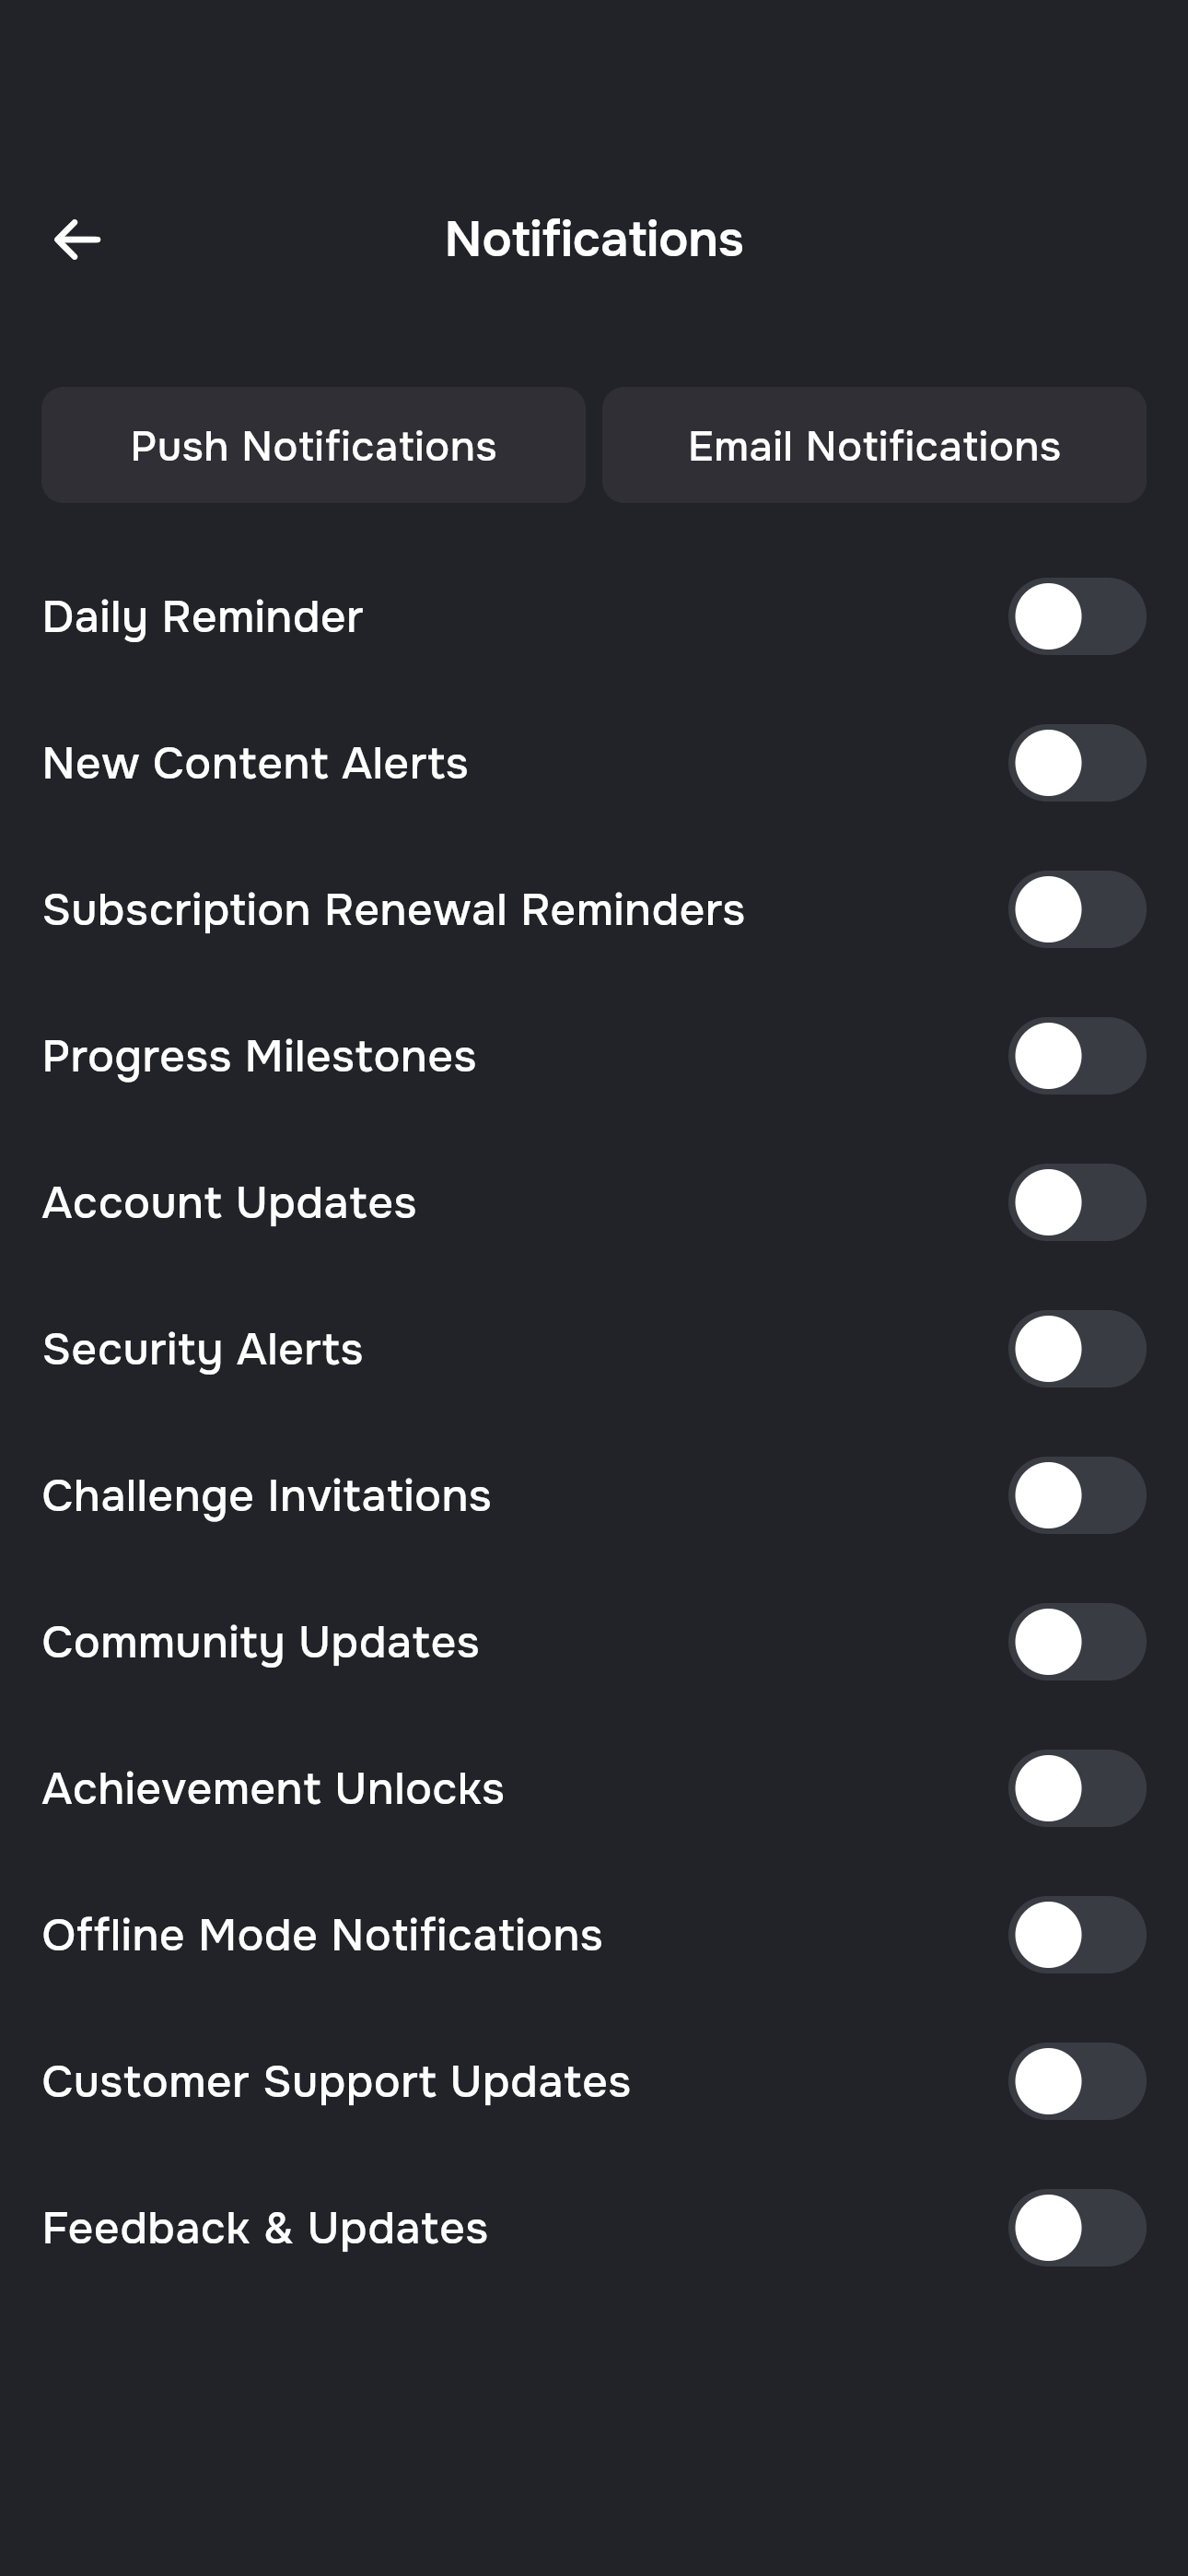 Notifications
Push Notifications
Email Notifications
Daily Reminder
New Content Alerts
Subscription Renewal Reminders
Progress Milestones
Account Updates
Security Alerts
Challenge Invitations
Community Updates
Achievement Unlocks
Offline Mode Notifications
Customer Support Updates
Feedback & Updates